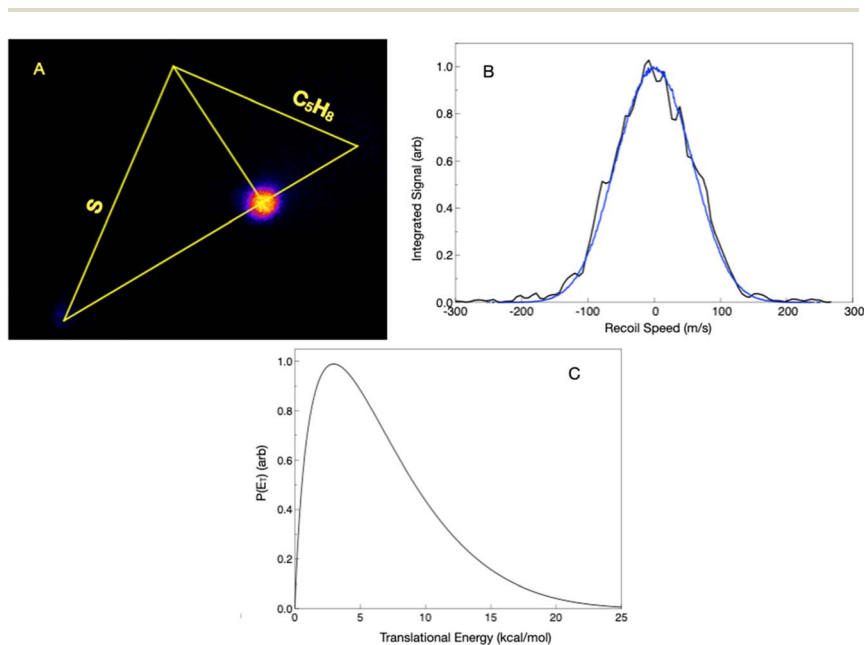 A
S
C₅H₈
B
Integrated Signal (arb)
1.0
0.8
0.6
0.4
0.2
0.0
-300 -200 -100 0 100 200 300
Recoil Speed (m/s)
C
P(E_T) (arb)
1.0
0.8
0.6
0.4
0.2
0.0
0 5 10 15 20 25
Translational Energy (kcal/mol)